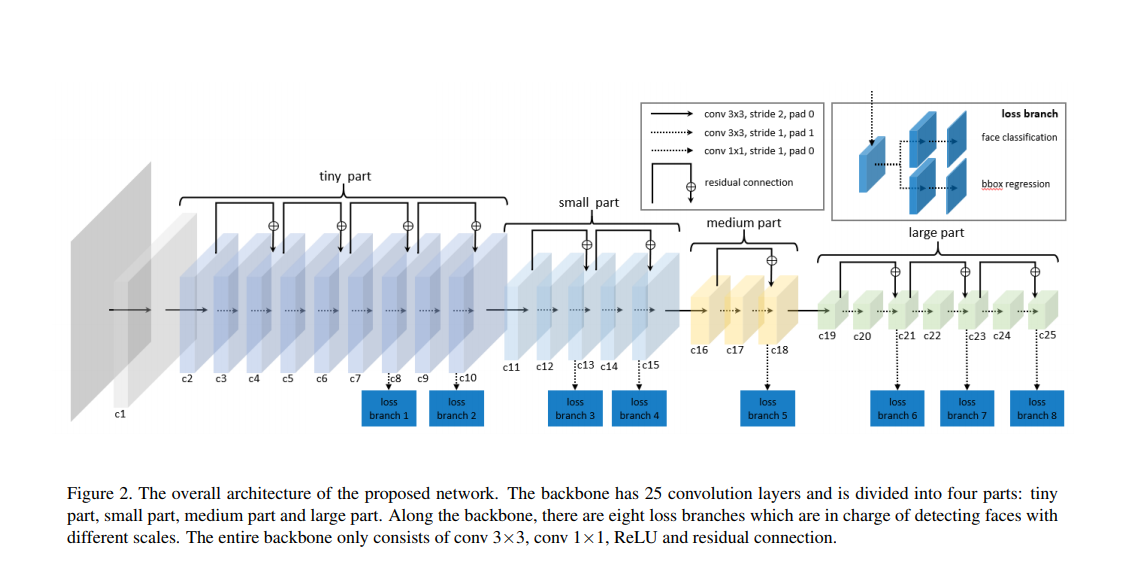 conv 3x3, stride 2, pad 0
conv 3x3, stride 1, pad 1
conv 1x1, stride 1, pad 0
residual connection
loss branch
face classification
bbox regression
tiny part
small part
medium part
large part
c1
c2
c3
c4
c5
c6
c7
c8
c9
c10
c11
c12
c13
c14
c15
c16
c17
c18
c19
c20
c21
c22
c23
c24
c25
loss
branch 1
loss
branch 2
loss
branch 3
loss
branch 4
loss
branch 5
loss
branch 6
loss
branch 7
loss
branch 8
Figure 2. The overall architecture of the proposed network. The backbone has 25 convolution layers and is divided into four parts: tiny
part, small part, medium part and large part. Along the backbone, there are eight loss branches which are in charge of detecting faces with
different scales. The entire backbone only consists of conv 3×3, conv 1×1, ReLU and residual connection.